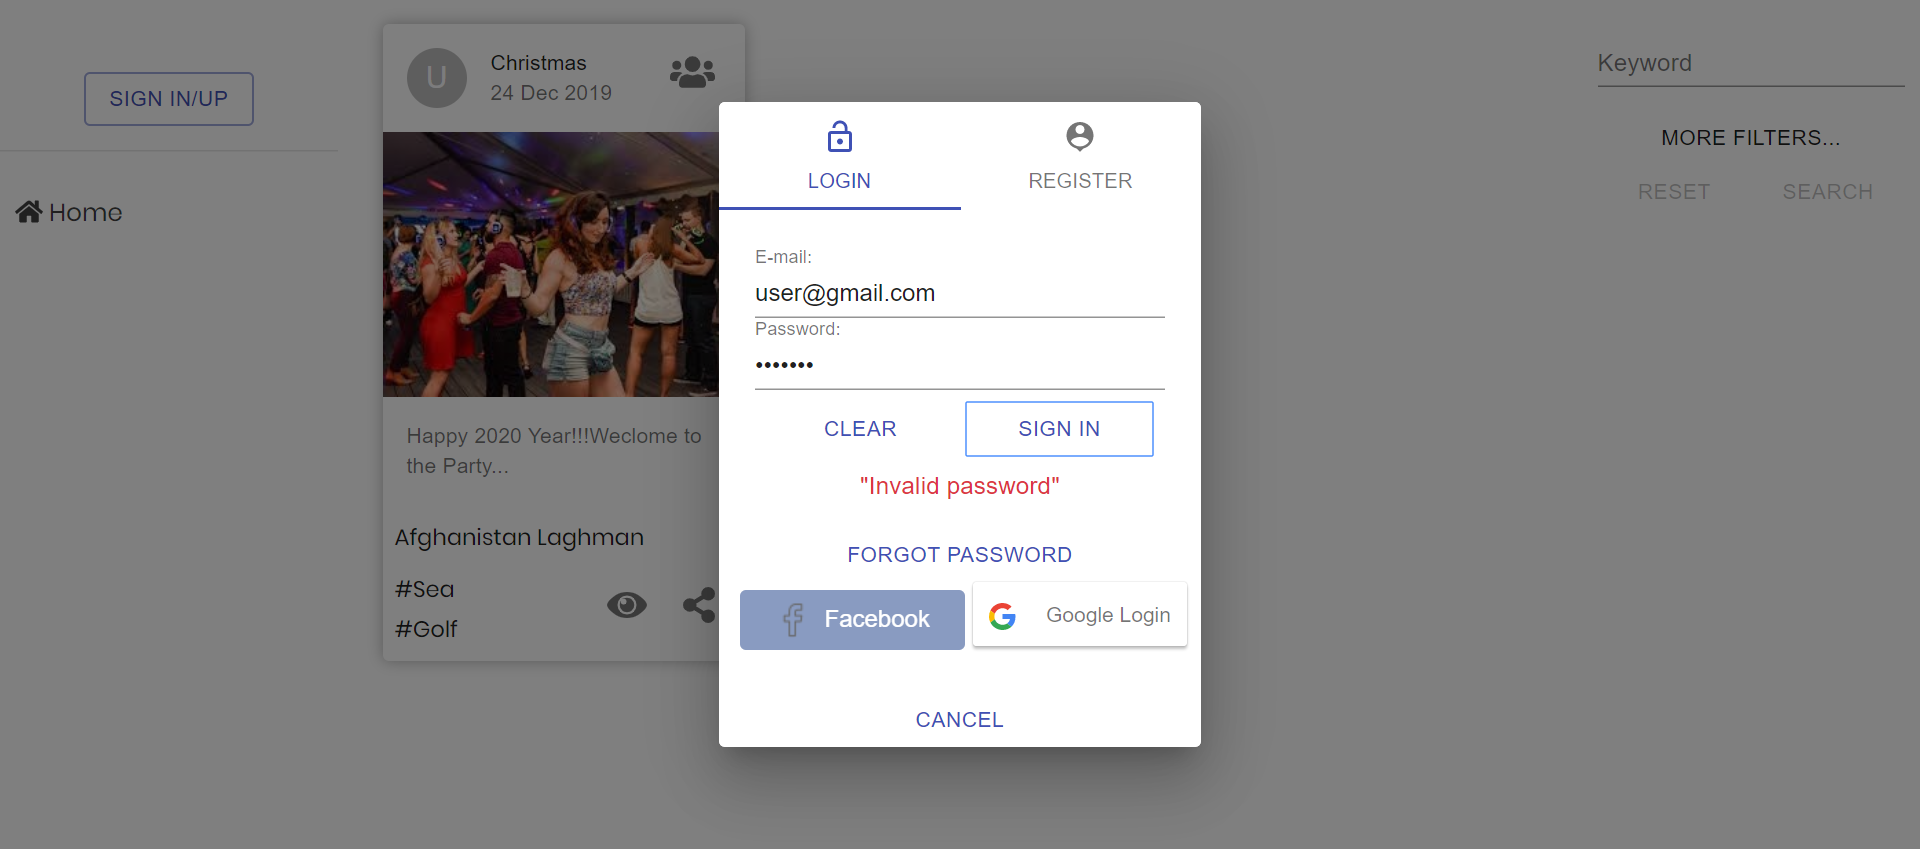 SIGN IN/UP
Home
U
Christmas
24 Dec 2019
Happy 2020 Year!!!Weclome to
the Party...
Afghanistan Laghman
#Sea
#Golf
LOGIN
REGISTER
E-mail:
user@gmail.com
Password:
•••••••
CLEAR
SIGN IN
"Invalid password"
FORGOT PASSWORD
Facebook
Google Login
CANCEL
Keyword
MORE FILTERS...
RESET
SEARCH